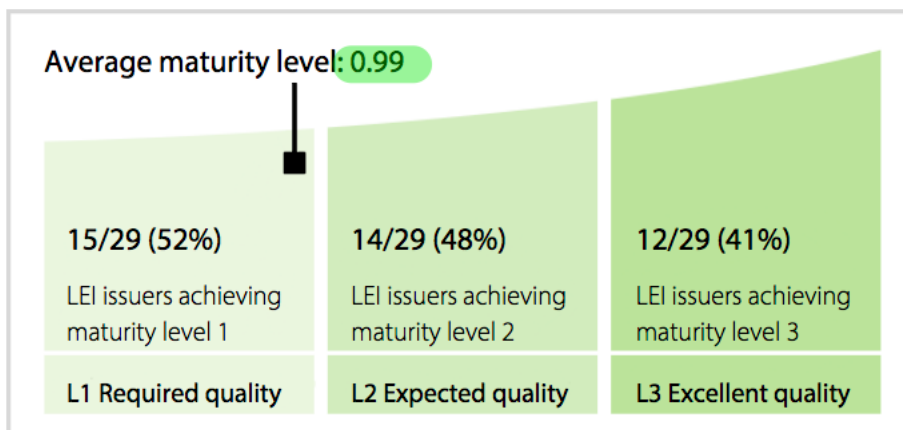 Average maturity level: 0.99
15/29 (52%)
LEI issuers achieving
maturity level 1
L1 Required quality
14/29 (48%)
LEI issuers achieving
maturity level 2
L2 Expected quality
12/29 (41%)
LEI issuers achieving
maturity level 3
L3 Excellent quality